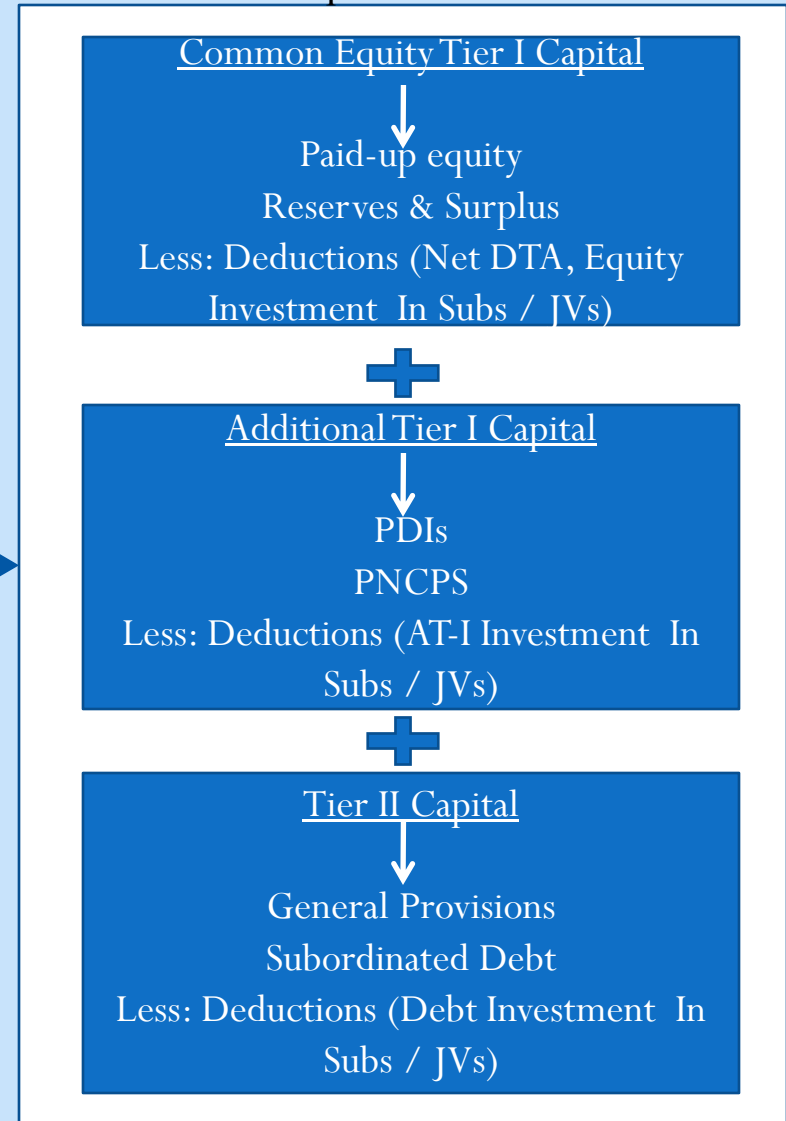 Common Equity Tier I Capital
Paid-up equity
Reserves & Surplus
Less: Deductions (Net DTA, Equity
Investment In Subs / JVs)
Additional Tier I Capital
PDIs
PNCPS
Less: Deductions (AT-I Investment In
Subs / JVs)
Tier II Capital
General Provisions
Subordinated Debt
Less: Deductions (Debt Investment In
Subs / JVs)